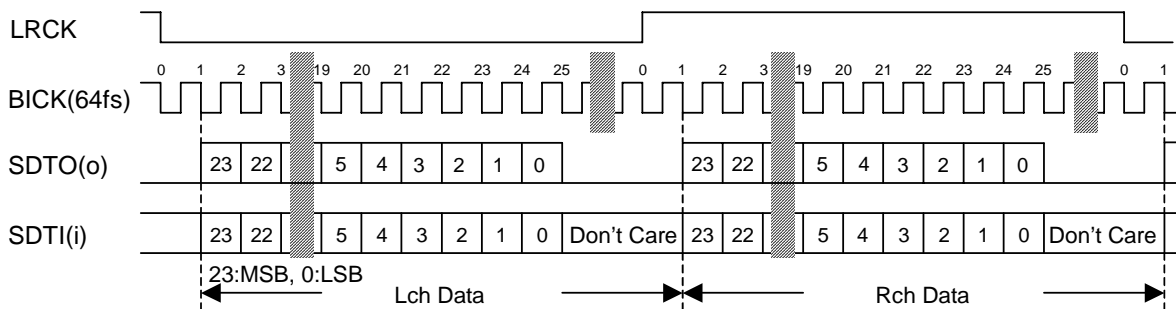 LRCK
0 1 2 3 19 20 21 22 23 24 25 0 1 2 3 19 20 21 22 23 24 25 0 1
BICK(64fs)
SDTO(o) 23 22 5 4 3 2 1 0 23 22 5 4 3 2 1 0
SDTI(i) 23 22 5 4 3 2 1 0 Don't Care 23 22 5 4 3 2 1 0 Don't Care
23:MSB, 0:LSB
Lch Data Rch Data